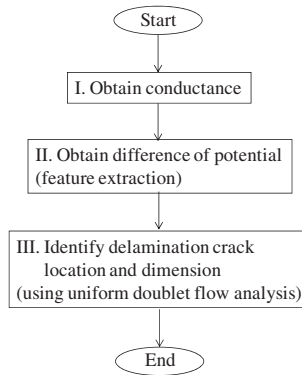 Start
I. Obtain conductance
II. Obtain difference of potential
(feature extraction)
III. Identify delamination crack
location and dimension
(using uniform doublet flow analysis)
End